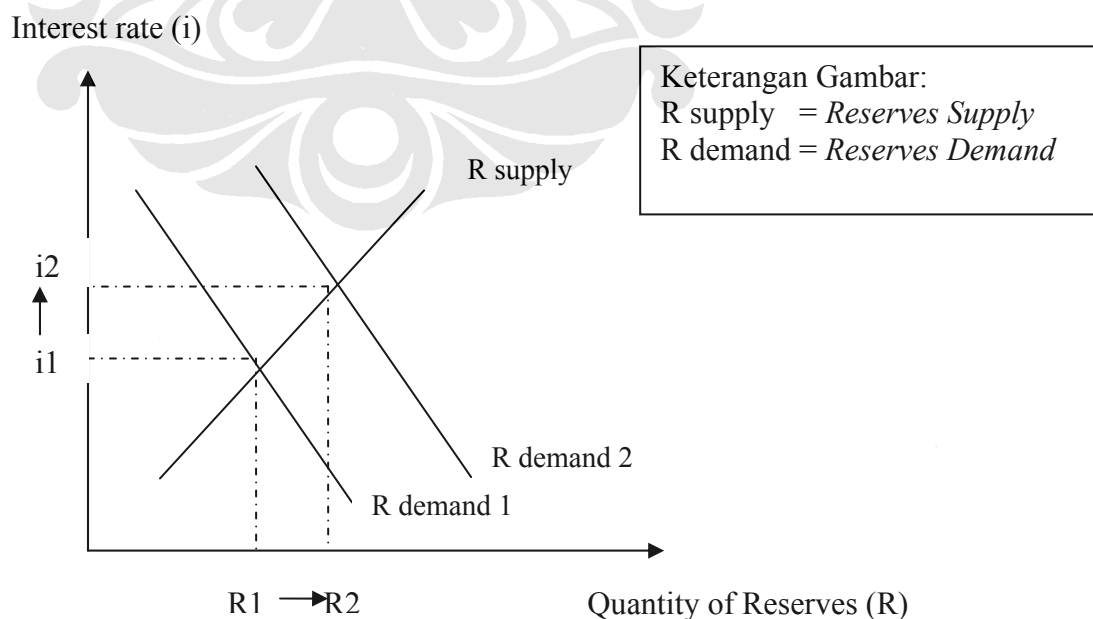 Interest rate (i)
Keterangan Gambar:
R supply = Reserves Supply
R demand = Reserves Demand
R supply
i2
i1
R demand 2
R demand 1
R1 R2
Quantity of Reserves (R)